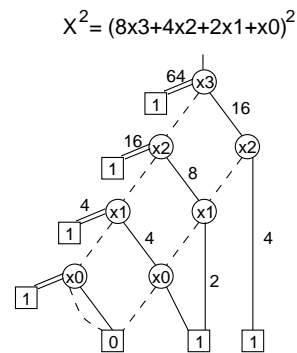 X² = (8x3+4x2+2x1+x0)²
64 x3
1 16
16 x2 x2
1 8
4 x1 x1 4
1 4
x0 x0 2
1
0 1 1